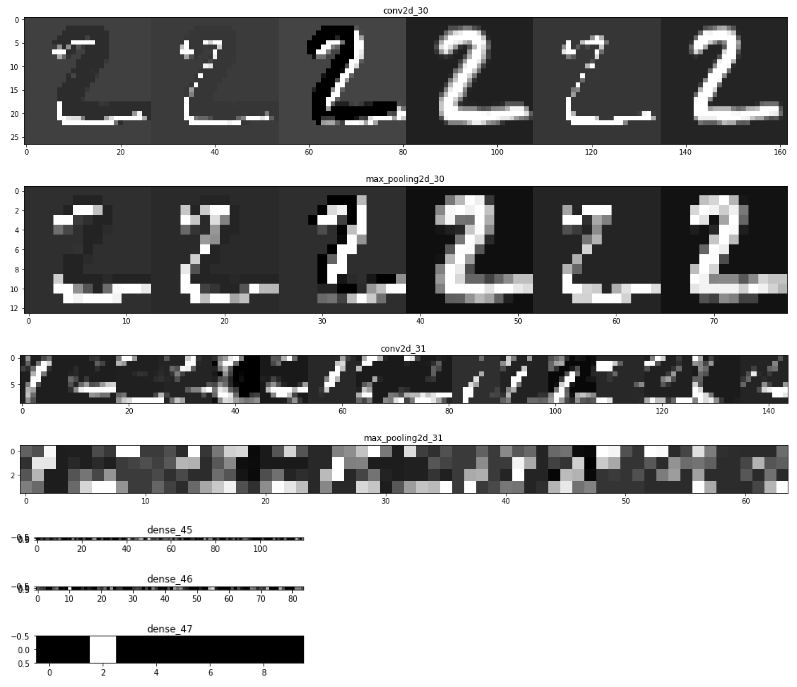 conv2d_30
0
5
10
15
20
25
0 20 40 60 80 100 120 140 160
max_pooling2d_30
0
2
4
6
8
10
12
0 10 20 30 40 50 60 70
conv2d_31
0
5
0 20 40 60 80 100 120 140
max_pooling2d_31
0
2
0 10 20 30 40 50 60
dense_45
0 20 40 60 80 100
dense_46
0 10 20 30 40 50 60 70 80
dense_47
−0.5
0.0
0.5
0 2 4 6 8